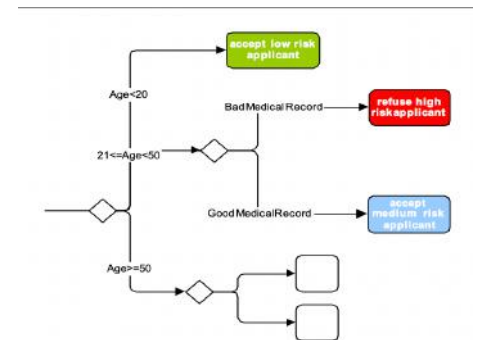 accept low risk
applicant
Age<20
BadMedicalRecord
refuse high
riskapplicant
21<=Age<50
GoodMedicalRecord
accept
medium risk
applicant
Age>=50